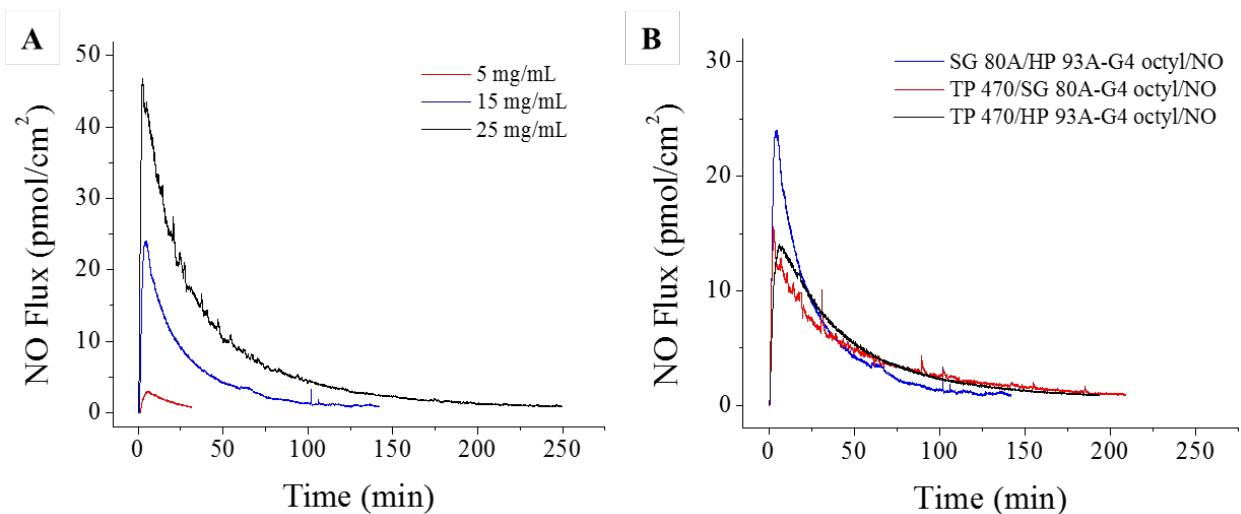 A
50
40
30
20
10
0
NO Flux (pmol/cm²)
5 mg/mL
15 mg/mL
25 mg/mL
0 50 100 150 200 250
Time (min)
B
30
20
10
0
NO Flux (pmol/cm²)
SG 80A/HP 93A-G4 octyl/NO
TP 470/SG 80A-G4 octyl/NO
TP 470/HP 93A-G4 octyl/NO
0 50 100 150 200 250
Time (min)